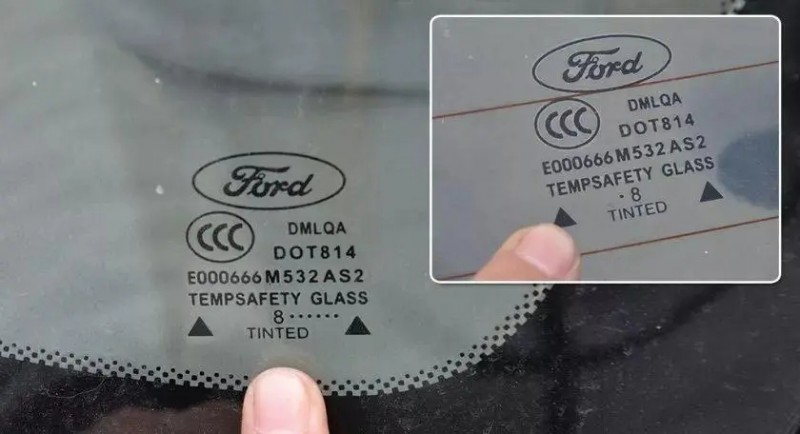 Ford
CCC
DMLQA
DOT814
E000666M532AS2
TEMPSAFETY GLASS
8······
TINTED
Ford
CCC
DMLQA
DOT814
E000666M532AS2
TEMPSAFETY GLASS
·8
TINTED